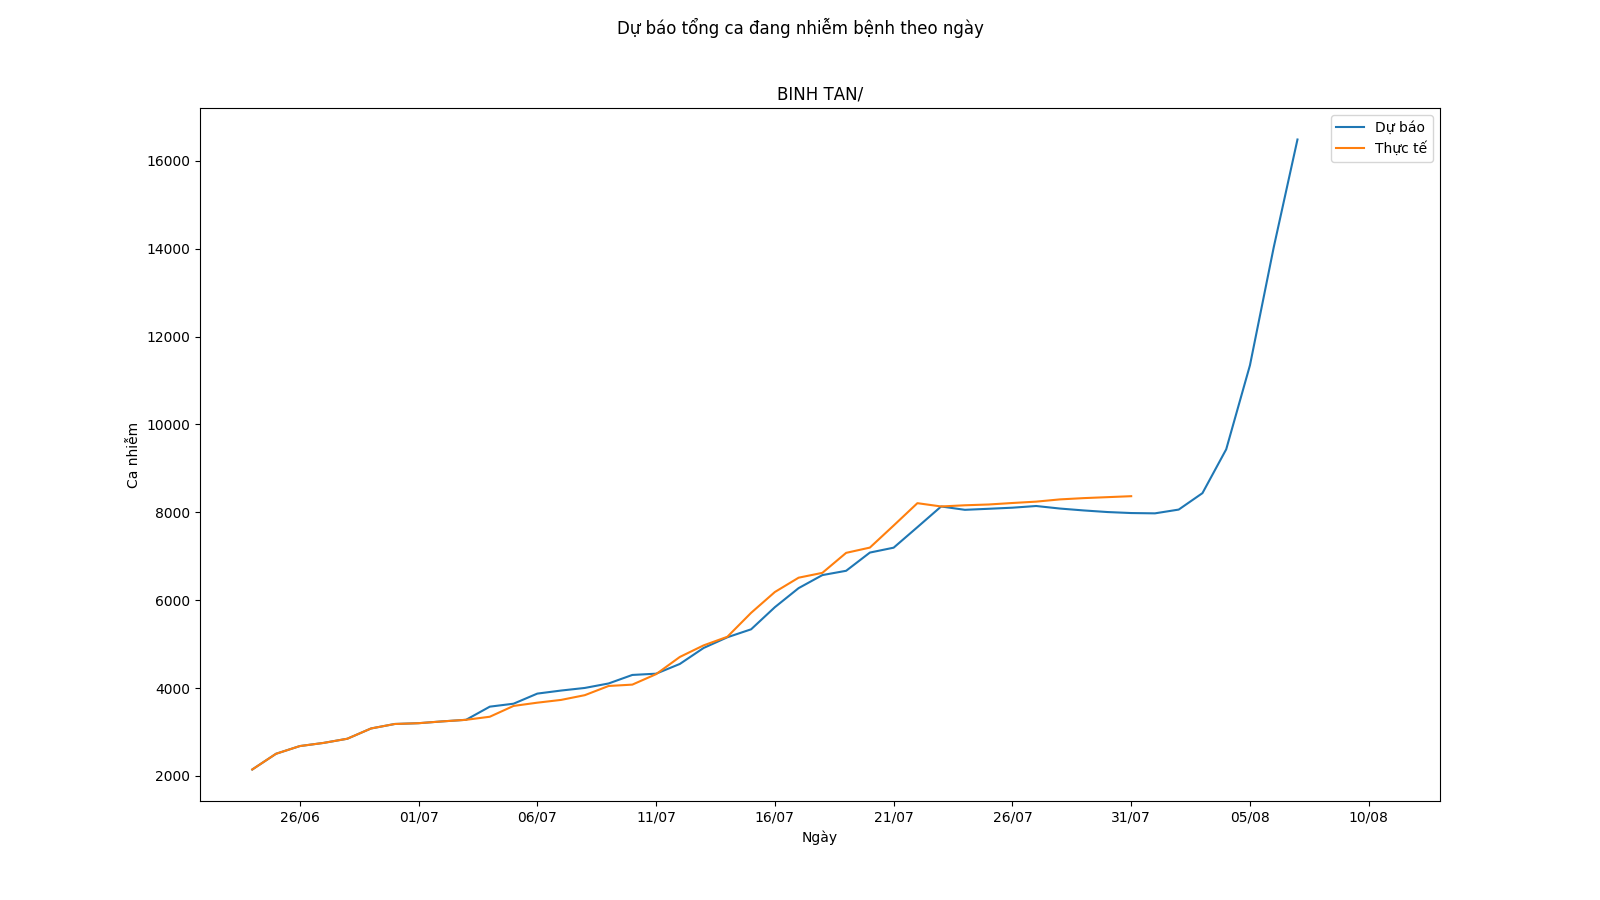 Dự báo tổng ca đang nhiễm bệnh theo ngày
BINH TAN/
Dự báo
Thực tế
16000
14000
12000
10000
8000
6000
4000
2000
Ca nhiễm
26/06 01/07 06/07 11/07 16/07 21/07 26/07 31/07 05/08 10/08
Ngày